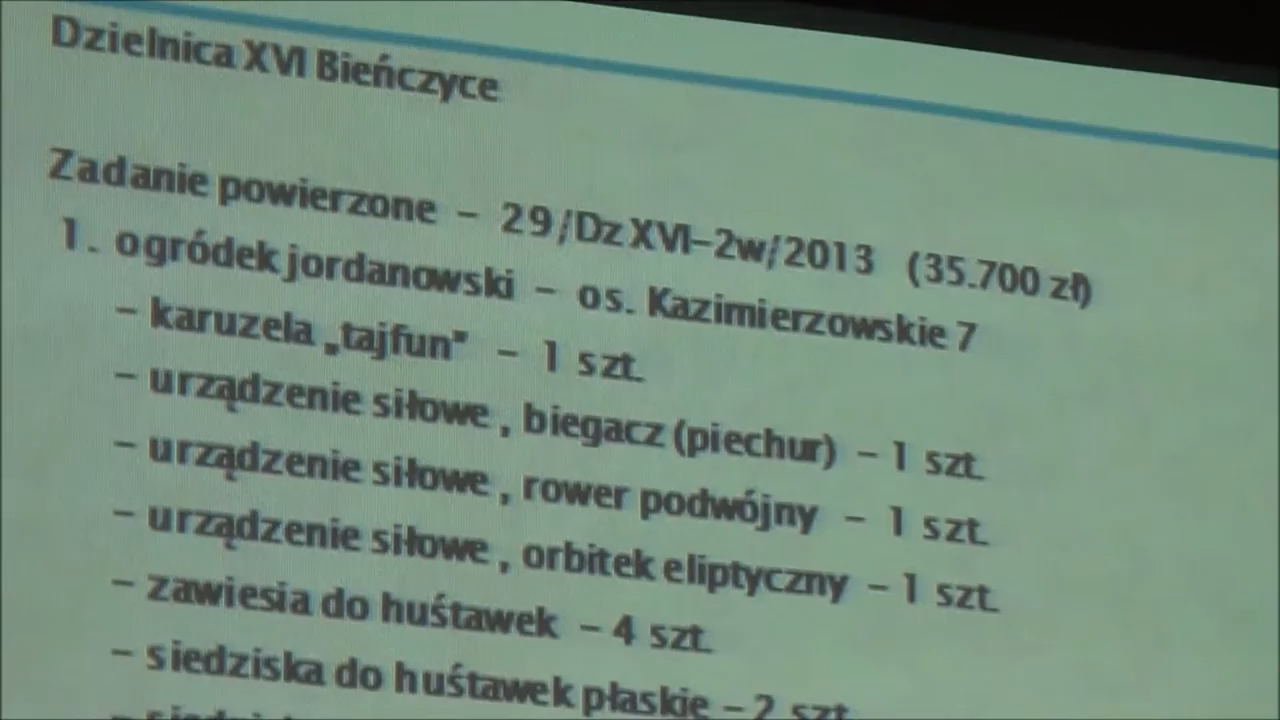 Dzielnica XVI Bieńczyce
Zadanie powierzone – 29/Dz XVI–2w/2013 (35.700 zł)
1. ogródek jordanowski – os. Kazimierzowskie 7
– karuzela „tajfun” – 1 szt.
– urządzenie siłowe , biegacz (piechur) – 1 szt.
– urządzenie siłowe , rower podwójny – 1 szt.
– urządzenie siłowe , orbitek eliptyczny – 1 szt.
– zawiesia do huśtawek – 4 szt.
– siedziska do huśtawek płaskie – 2 szt.